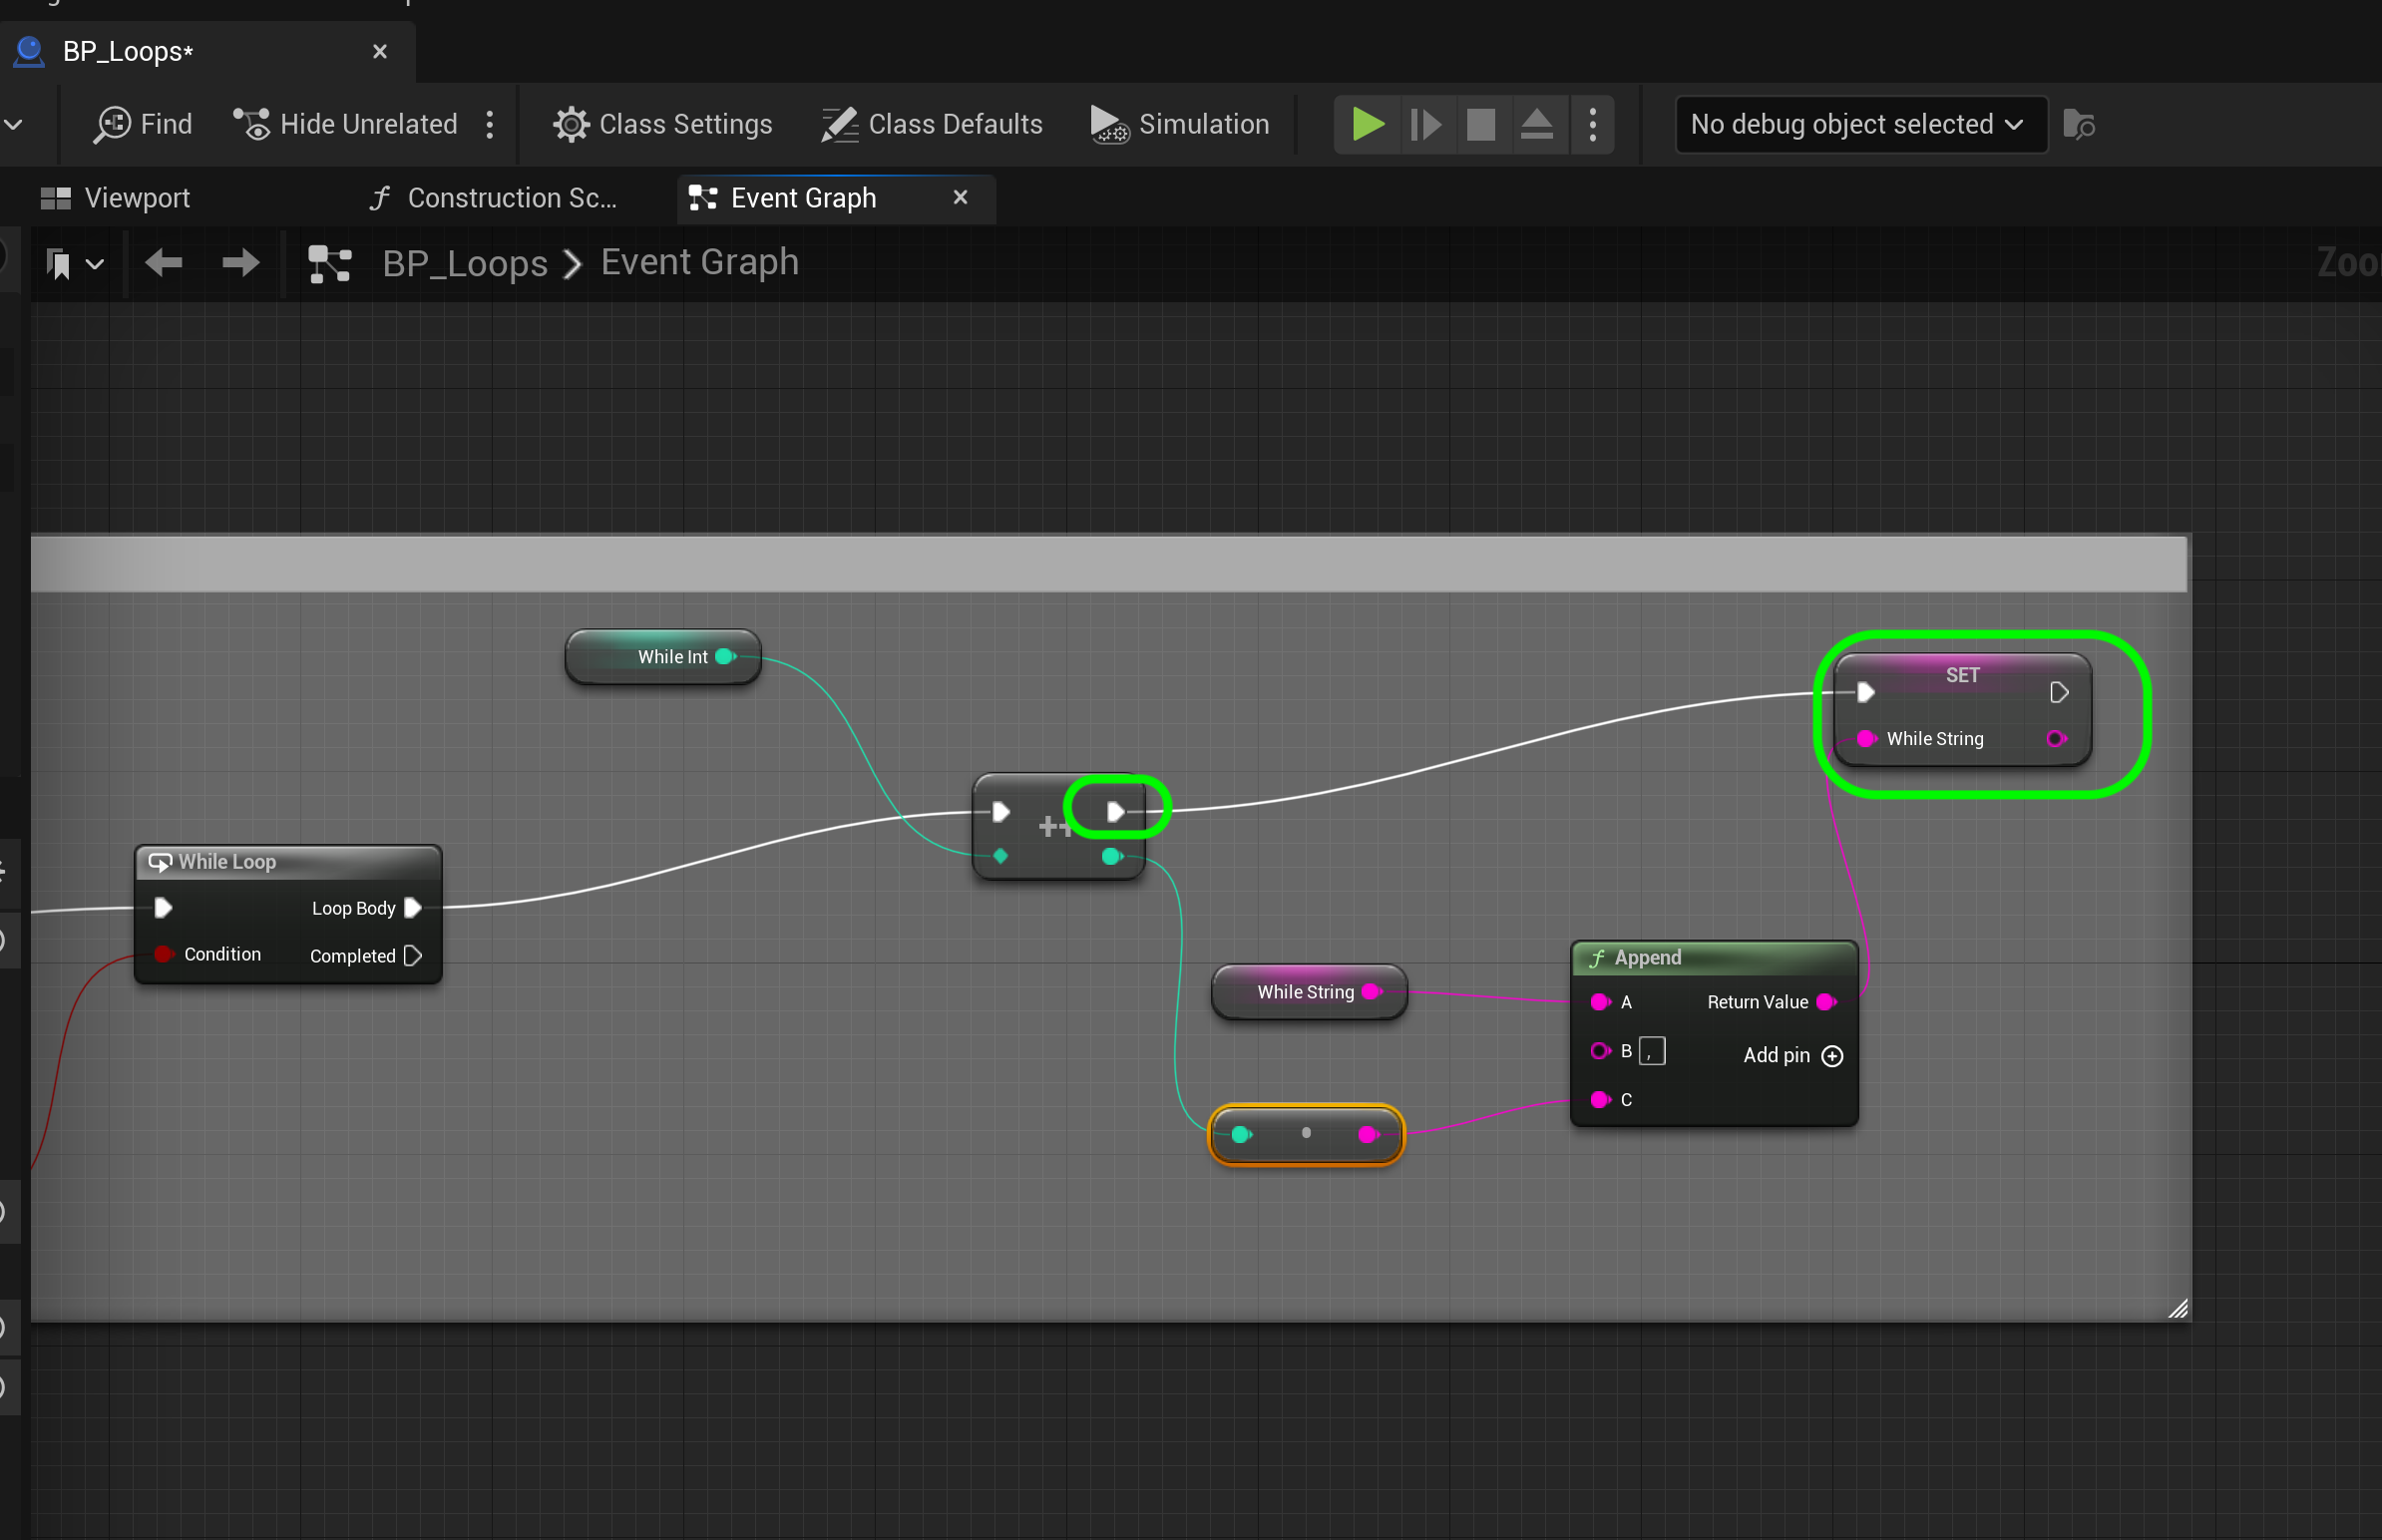 BP_Loops*
Find
Hide Unrelated
Class Settings
Class Defaults
Simulation
No debug object selected
Viewport
Construction Sc...
Event Graph
BP_Loops > Event Graph
While Int
SET
While String
++
While Loop
Loop Body
Condition
Completed
While String
Append
A
Return Value
B ,
Add pin
C